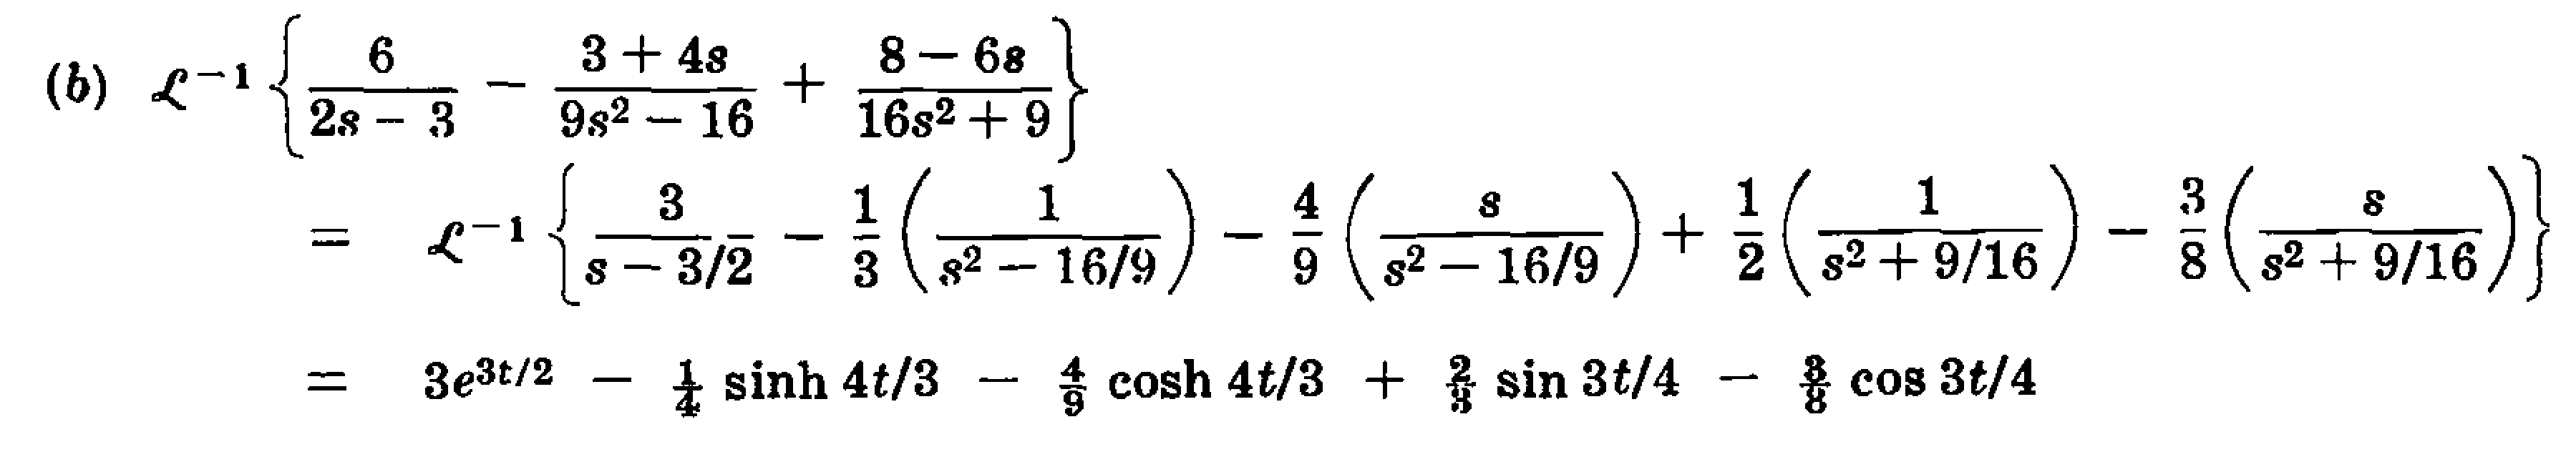 (b) ℒ⁻¹ { 6/(2s − 3) − (3 + 4s)/(9s² − 16) + (8 − 6s)/(16s² + 9) }
= ℒ⁻¹ { 3/(s − 3/2) − 1/3 ( 1/(s² − 16/9) ) − 4/9 ( s/(s² − 16/9) ) + 1/2 ( 1/(s² + 9/16) ) − 3/8 ( s/(s² + 9/16) ) }
= 3e^{3t/2} − 1/4 sinh 4t/3 − 4/9 cosh 4t/3 + 2/3 sin 3t/4 − 3/8 cos 3t/4